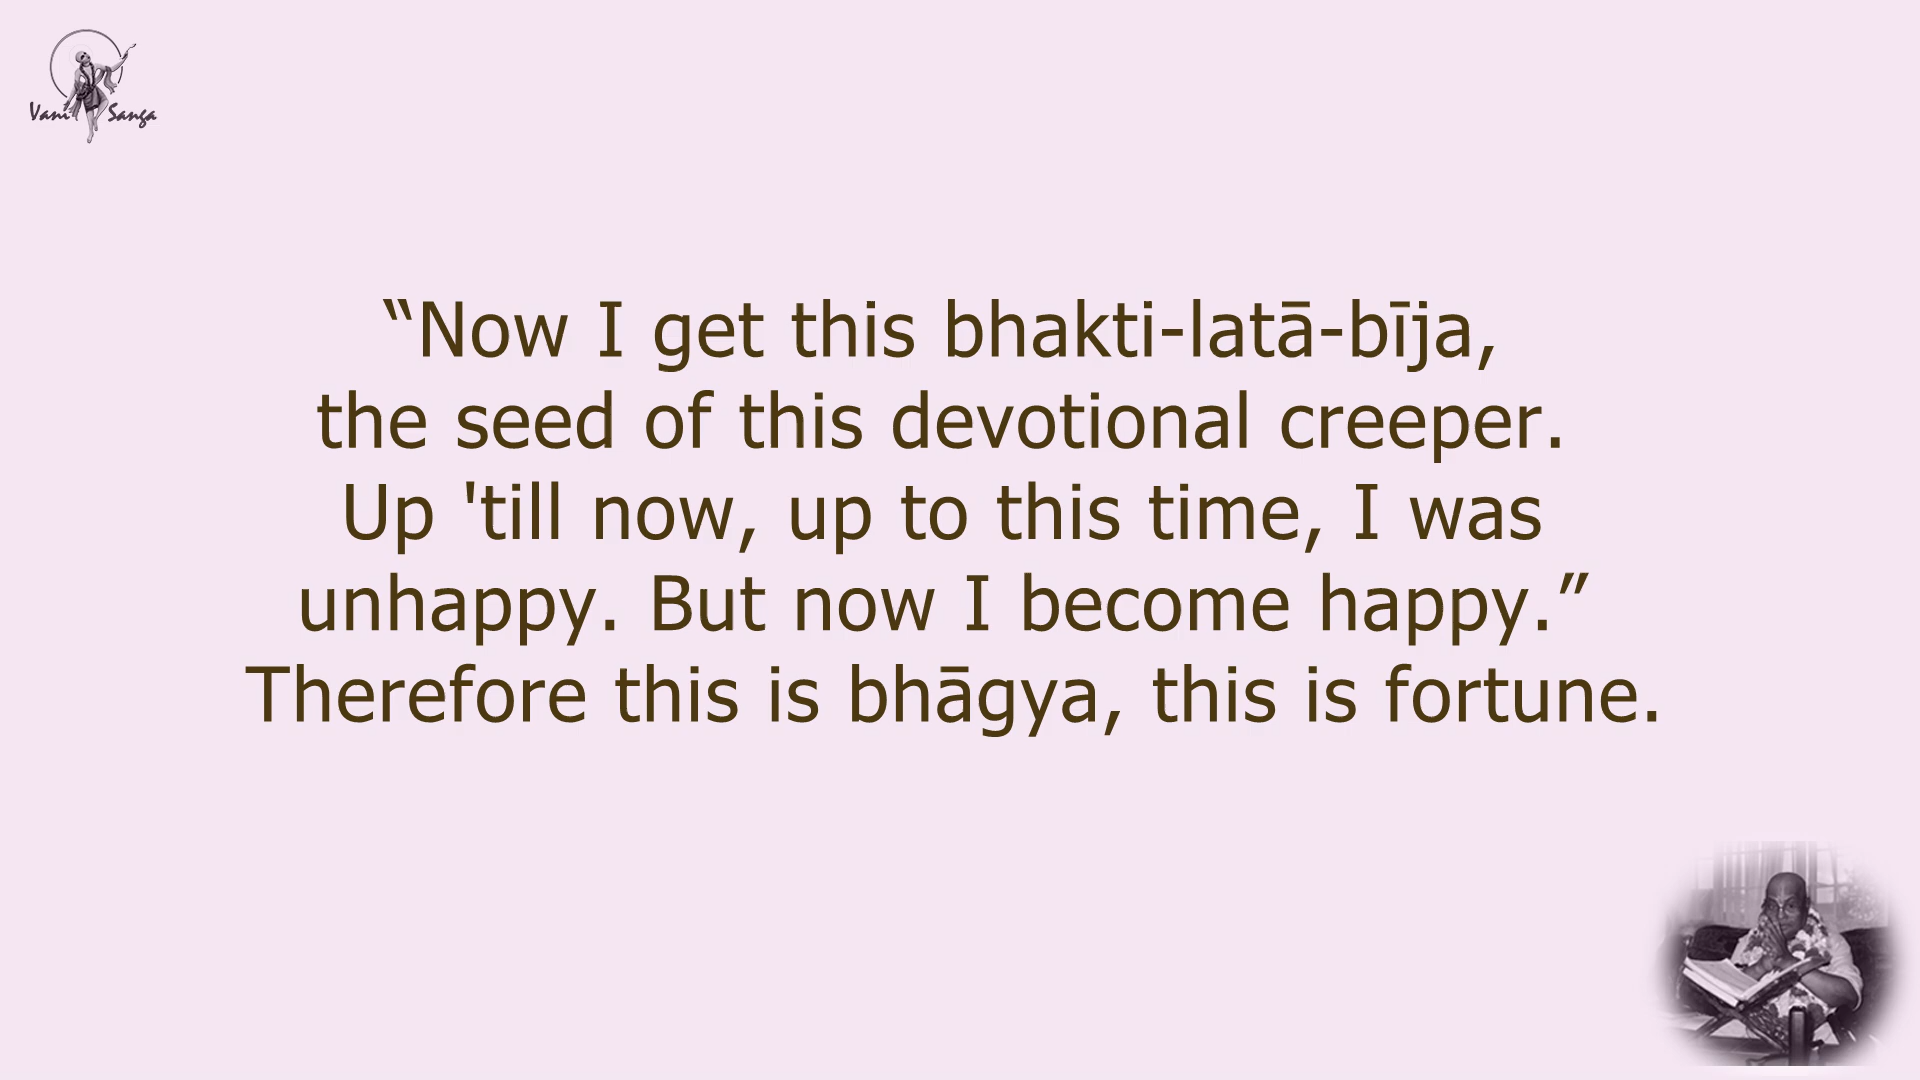 Vani Sanga
“Now I get this bhakti-latā-bīja,
the seed of this devotional creeper.
Up 'till now, up to this time, I was
unhappy. But now I become happy.”
Therefore this is bhāgya, this is fortune.